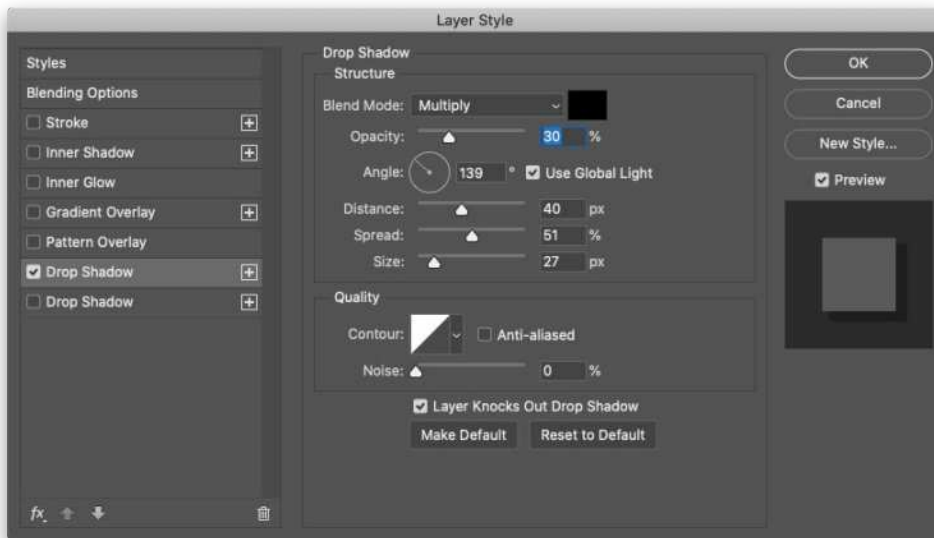 Layer Style
Styles
Blending Options
Stroke
Inner Shadow
Inner Glow
Gradient Overlay
Pattern Overlay
Drop Shadow
Drop Shadow
fx
Drop Shadow
Structure
Blend Mode: Multiply
Opacity: 30 %
Angle: 139 ° Use Global Light
Distance: 40 px
Spread: 51 %
Size: 27 px
Quality
Contour: Anti-aliased
Noise: 0 %
Layer Knocks Out Drop Shadow
Make Default Reset to Default
OK
Cancel
New Style...
Preview